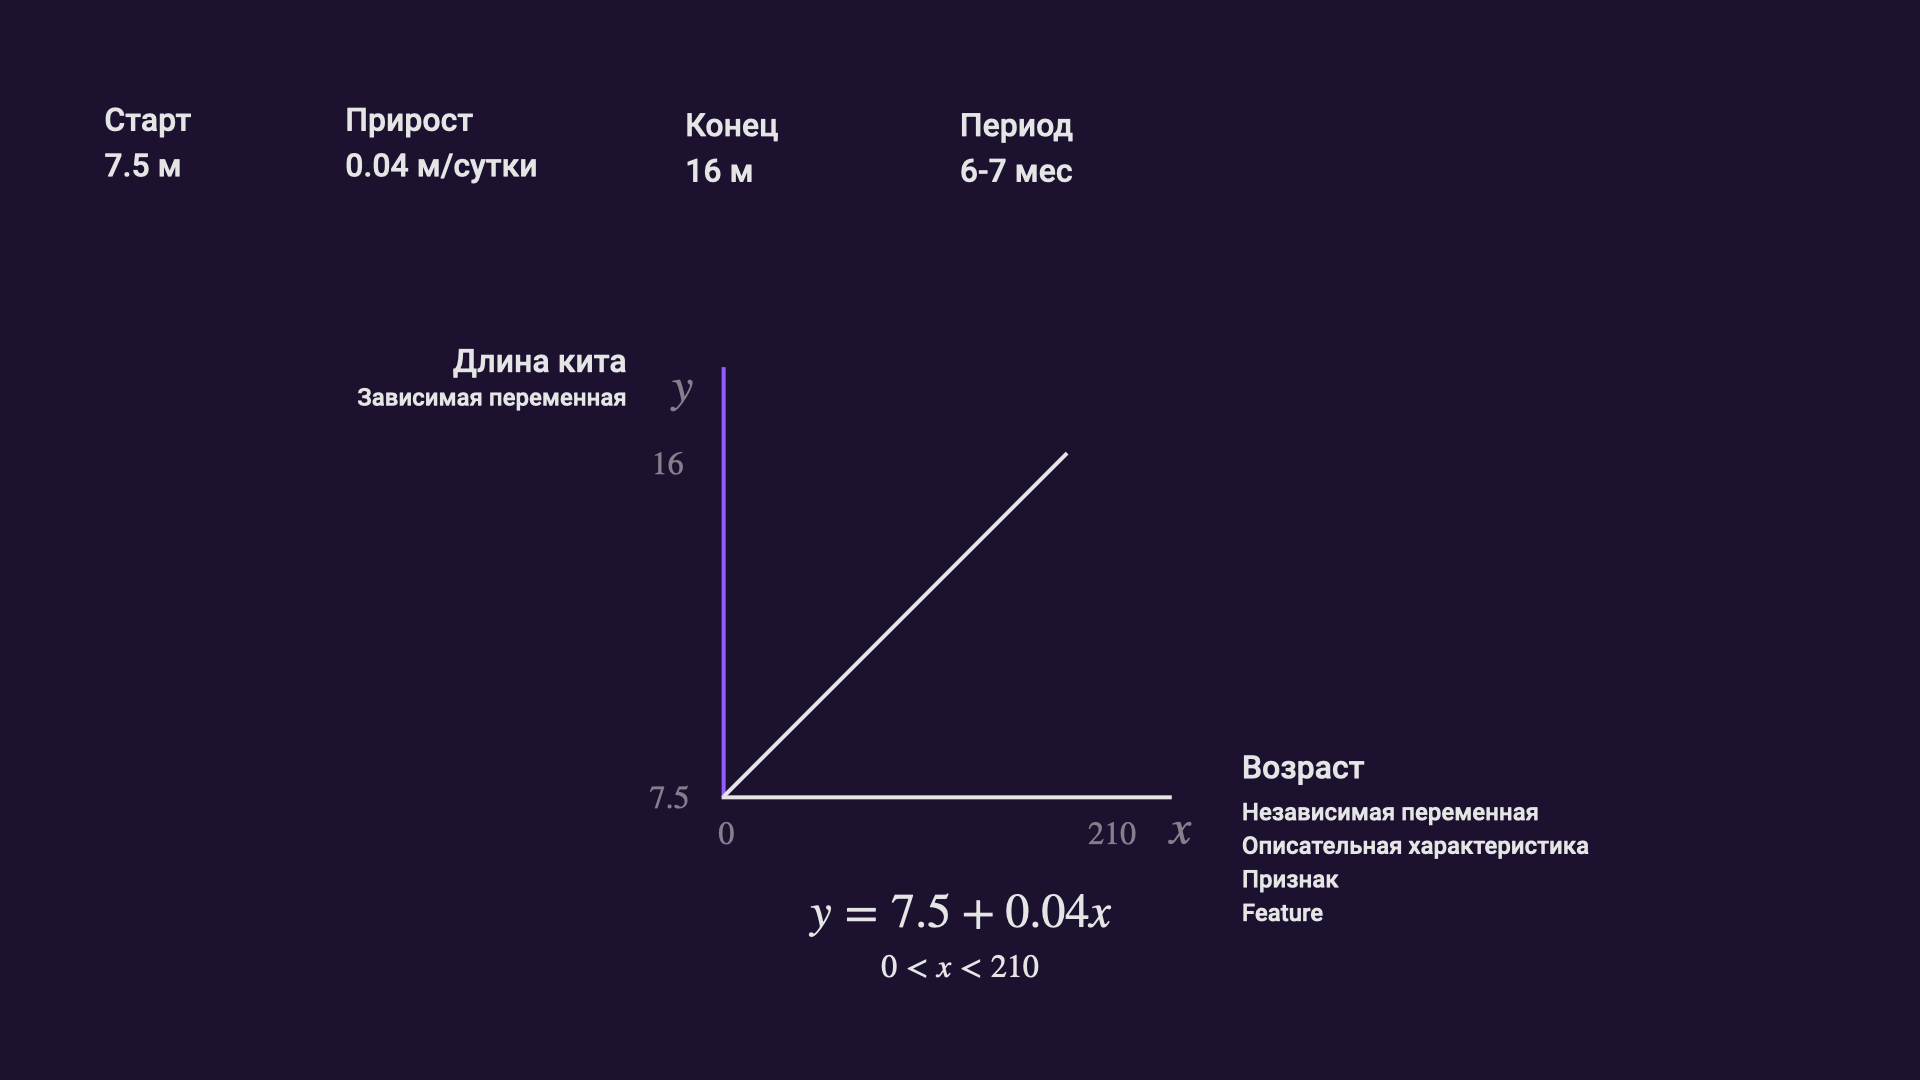 Старт
7.5 м
Прирост
0.04 м/сутки
Конец
16 м
Период
6-7 мес
Длина кита
Зависимая переменная
y
16
7.5
0
210
x
Возраст
Независимая переменная
Описательная характеристика
Признак
Feature
y = 7.5 + 0.04x
0 < x < 210